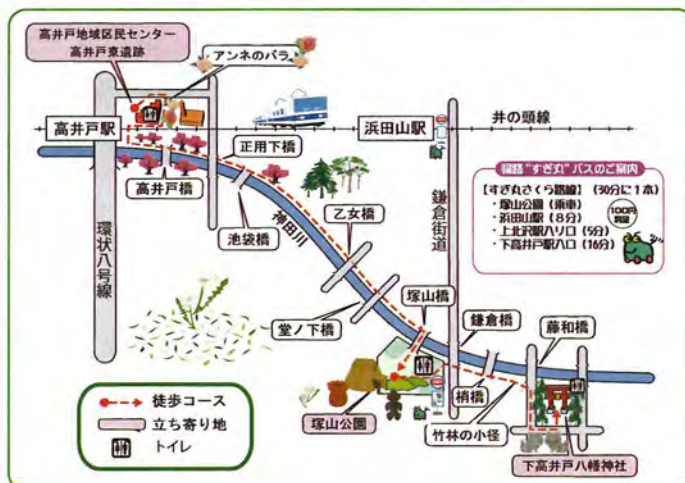 高井戸地域区民センター
高井戸東遺跡
アンネのバラ
高井戸駅
浜田山駅
井の頭線
正用下橋
高井戸橋
池袋橋
神田川
乙女橋
環状八号線
鎌倉街道
"すぎ丸"バスのご案内
【すぎ丸さくら路線】(30分に1本)
・塚山公園(乗車)
・浜田山駅(8分)
・上北沢駅入り口(5分)
・下高井戸駅入口(16分)
100円
堂ノ下橋
塚山橋
鎌倉橋
藤和橋
塚山公園
梢橋
竹林の小径
下高井戸八幡神社
徒歩コース
立ち寄り地
トイレ